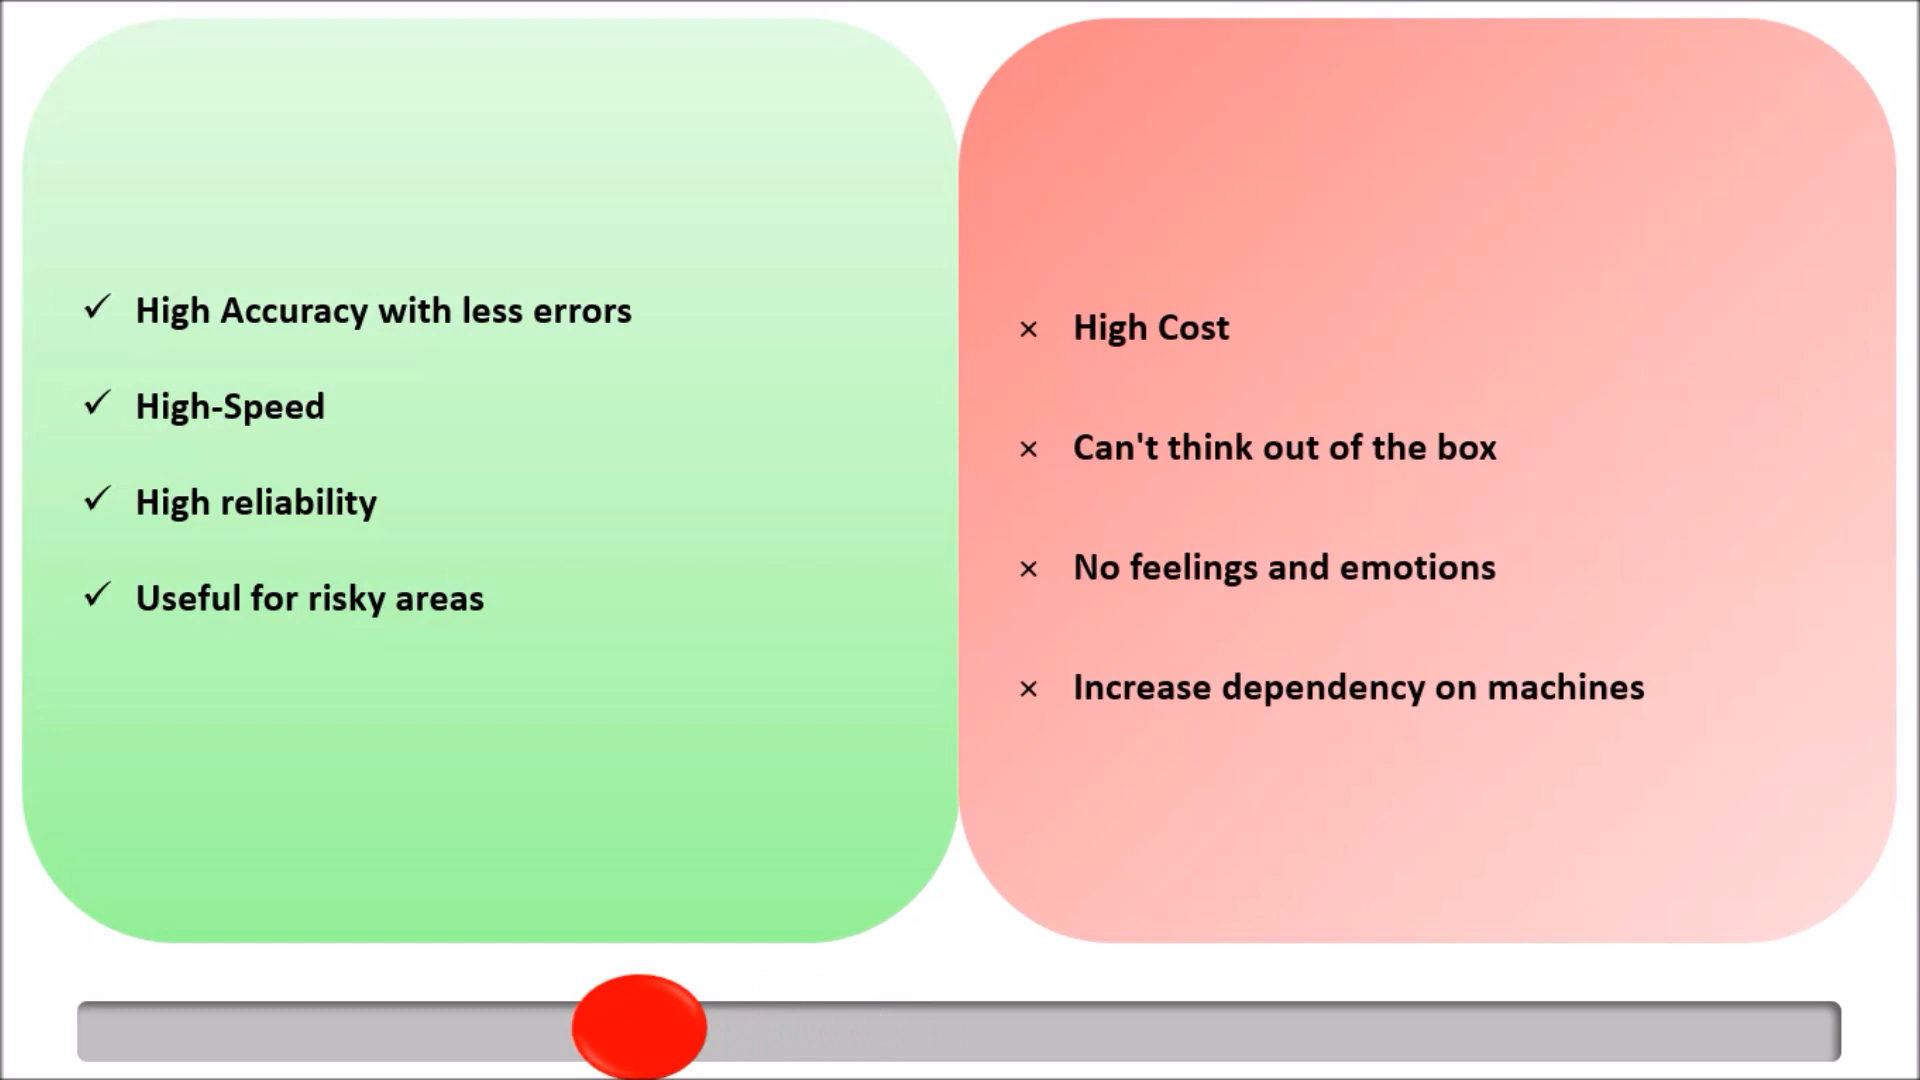 ✓ High Accuracy with less errors
✓ High-Speed
✓ High reliability
✓ Useful for risky areas
× High Cost
× Can't think out of the box
× No feelings and emotions
× Increase dependency on machines